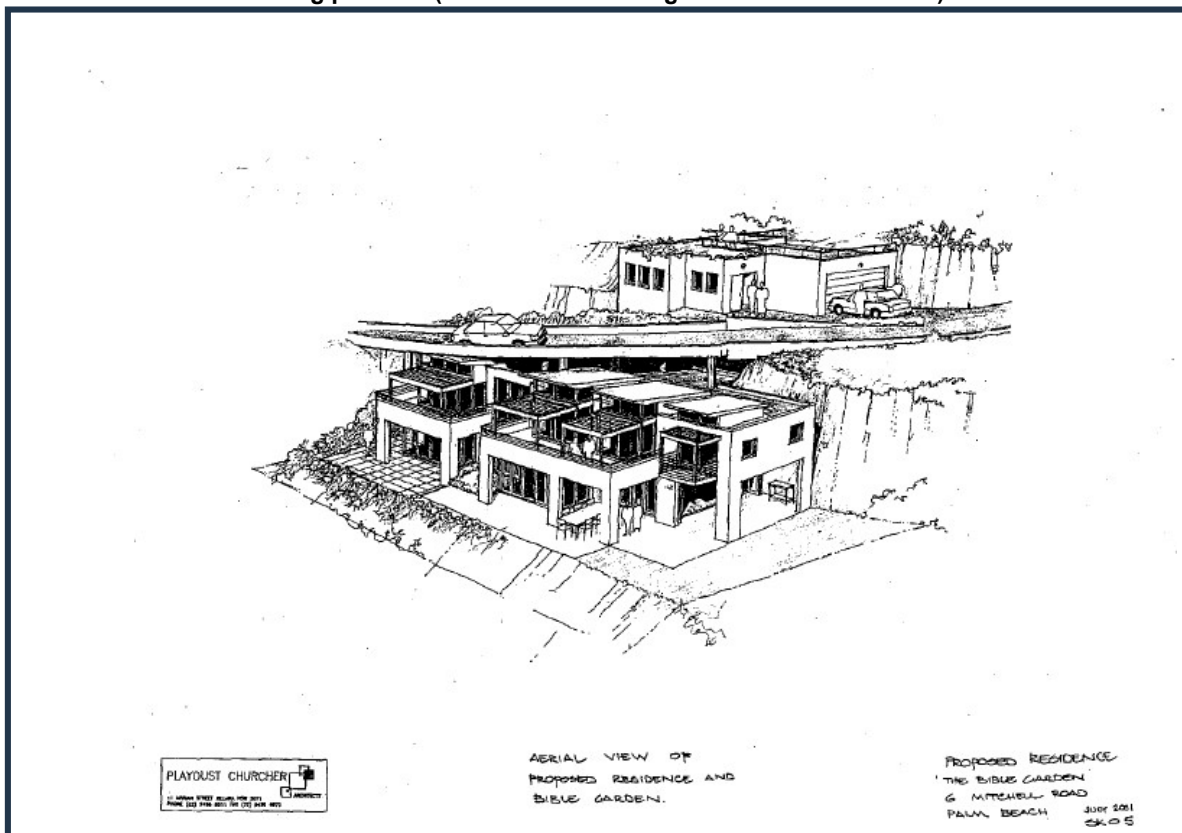 PLAYOUST CHURCHER
ARCHITECTS
AERIAL VIEW OF
PROPOSED RESIDENCE AND
BIBLE GARDEN.
PROPOSED RESIDENCE
'THE BIBLE GARDEN'
6 MITCHELL ROAD
PALM BEACH
JULY 2001
SK05